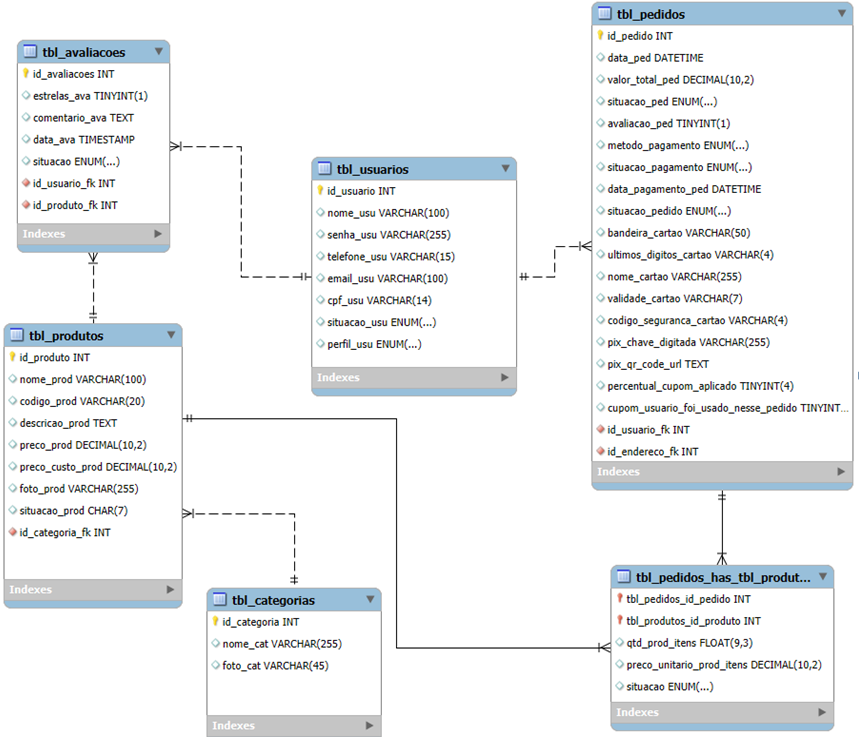 tbl_avaliacoes
id_avaliacoes INT
estrelas_ava TINYINT(1)
comentario_ava TEXT
data_ava TIMESTAMP
situacao ENUM(...)
id_usuario_fk INT
id_produto_fk INT
Indexes
tbl_usuarios
id_usuario INT
nome_usu VARCHAR(100)
senha_usu VARCHAR(255)
telefone_usu VARCHAR(15)
email_usu VARCHAR(100)
cpf_usu VARCHAR(14)
situacao_usu ENUM(...)
perfil_usu ENUM(...)
Indexes
tbl_pedidos
id_pedido INT
data_ped DATETIME
valor_total_ped DECIMAL(10,2)
situacao_ped ENUM(...)
avaliacao_ped TINYINT(1)
metodo_pagamento ENUM(...)
situacao_pagamento ENUM(...)
data_pagamento_ped DATETIME
situacao_pedido ENUM(...)
bandeira_cartao VARCHAR(50)
ultimos_digitos_cartao VARCHAR(4)
nome_cartao VARCHAR(255)
validade_cartao VARCHAR(7)
codigo_seguranca_cartao VARCHAR(4)
pix_chave_digitada VARCHAR(255)
pix_qr_code_url TEXT
percentual_cupom_aplicado TINYINT(4)
cupom_usuario_foi_usado_nesse_pedido TINYINT...
id_usuario_fk INT
id_endereco_fk INT
Indexes
tbl_produtos
id_produto INT
nome_prod VARCHAR(100)
codigo_prod VARCHAR(20)
descricao_prod TEXT
preco_prod DECIMAL(10,2)
preco_custo_prod DECIMAL(10,2)
foto_prod VARCHAR(255)
situacao_prod CHAR(7)
id_categoria_fk INT
Indexes
tbl_categorias
id_categoria INT
nome_cat VARCHAR(255)
foto_cat VARCHAR(45)
Indexes
tbl_pedidos_has_tbl_produt...
tbl_pedidos_id_pedido INT
tbl_produtos_id_produto INT
qtd_prod_itens FLOAT(9,3)
preco_unitario_prod_itens DECIMAL(10,2)
situacao ENUM(...)
Indexes